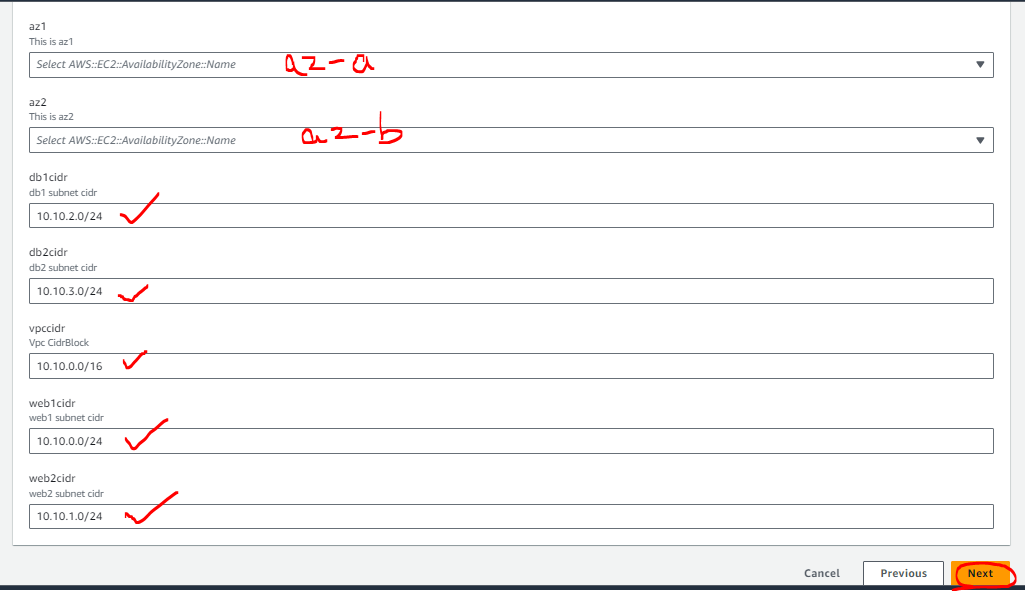 az1
This is az1
Select AWS::EC2::AvailabilityZone::Name az-a
az2
This is az2
Select AWS::EC2::AvailabilityZone::Name az-b
db1cidr
db1 subnet cidr
10.10.2.0/24
db2cidr
db2 subnet cidr
10.10.3.0/24
vpccidr
Vpc CidrBlock
10.10.0.0/16
web1cidr
web1 subnet cidr
10.10.0.0/24
web2cidr
web2 subnet cidr
10.10.1.0/24
Cancel Previous Next